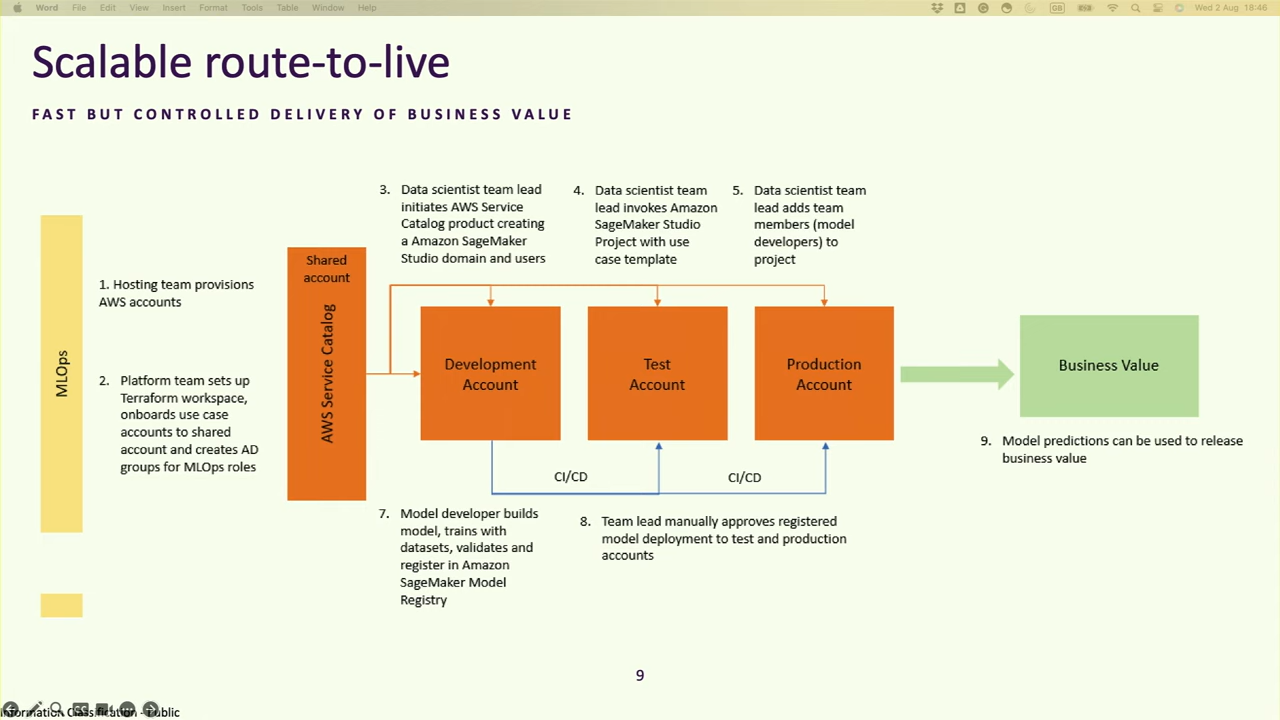 Word File Edit View Insert Format Tools Table Window Help
GB
Wed 2 Aug 18:46
Scalable route-to-live
FAST BUT CONTROLLED DELIVERY OF BUSINESS VALUE
MLOps
1. Hosting team provisions
AWS accounts
2. Platform team sets up
Terraform workspace,
onboards use case
accounts to shared
account and creates AD
groups for MLOps roles
Shared
account
AWS Service Catalog
3. Data scientist team lead
initiates AWS Service
Catalog product creating
a Amazon SageMaker
Studio domain and users
4. Data scientist team
lead invokes Amazon
SageMaker Studio
Project with use
case template
5. Data scientist team
lead adds team
members (model
developers) to
project
Development
Account
Test
Account
Production
Account
Business Value
CI/CD
CI/CD
7. Model developer builds
model, trains with
datasets, validates and
register in Amazon
SageMaker Model
Registry
8. Team lead manually approves registered
model deployment to test and production
accounts
9. Model predictions can be used to release
business value
9
Information Classification - Public